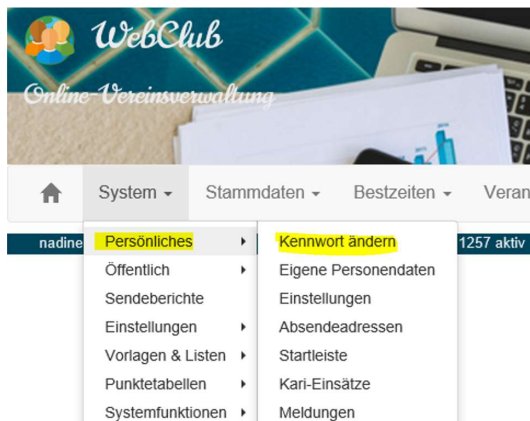 WebClub
Online-Vereinsverwaltung
System Stammdaten Bestzeiten Veran
nadine 1257 aktiv
Persönliches
Öffentlich
Sendeberichte
Einstellungen
Vorlagen & Listen
Punktetabellen
Systemfunktionen
Kennwort ändern
Eigene Personendaten
Einstellungen
Absendeadressen
Startleiste
Kari-Einsätze
Meldungen